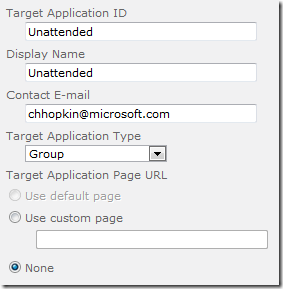 Target Application ID
Unattended
Display Name
Unattended
Contact E-mail
chhopkin@microsoft.com
Target Application Type
Group
Target Application Page URL
Use default page
Use custom page
None